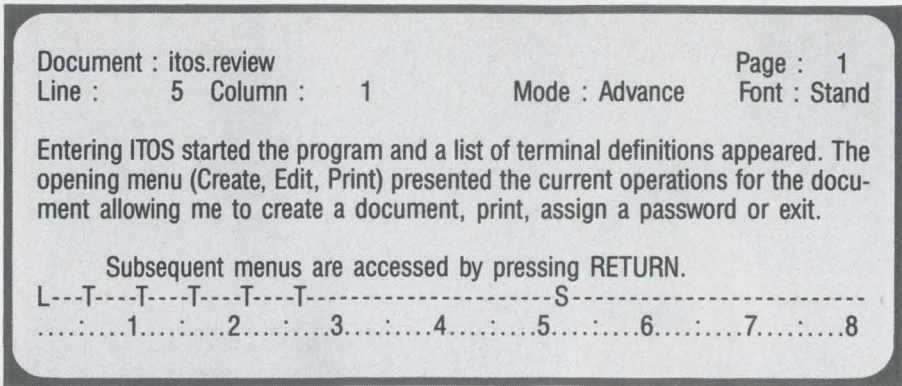 Document : itos.review Page : 1
Line : 5 Column : 1 Mode : Advance Font : Stand
Entering ITOS started the program and a list of terminal definitions appeared. The
opening menu (Create, Edit, Print) presented the current operations for the docu-
ment allowing me to create a document, print, assign a password or exit.
Subsequent menus are accessed by pressing RETURN.
L---T----T----T----T----T-----------------------S----------------------------
....:....1....:....2....:....3....:....4....:....5....:....6....:....7....:....8